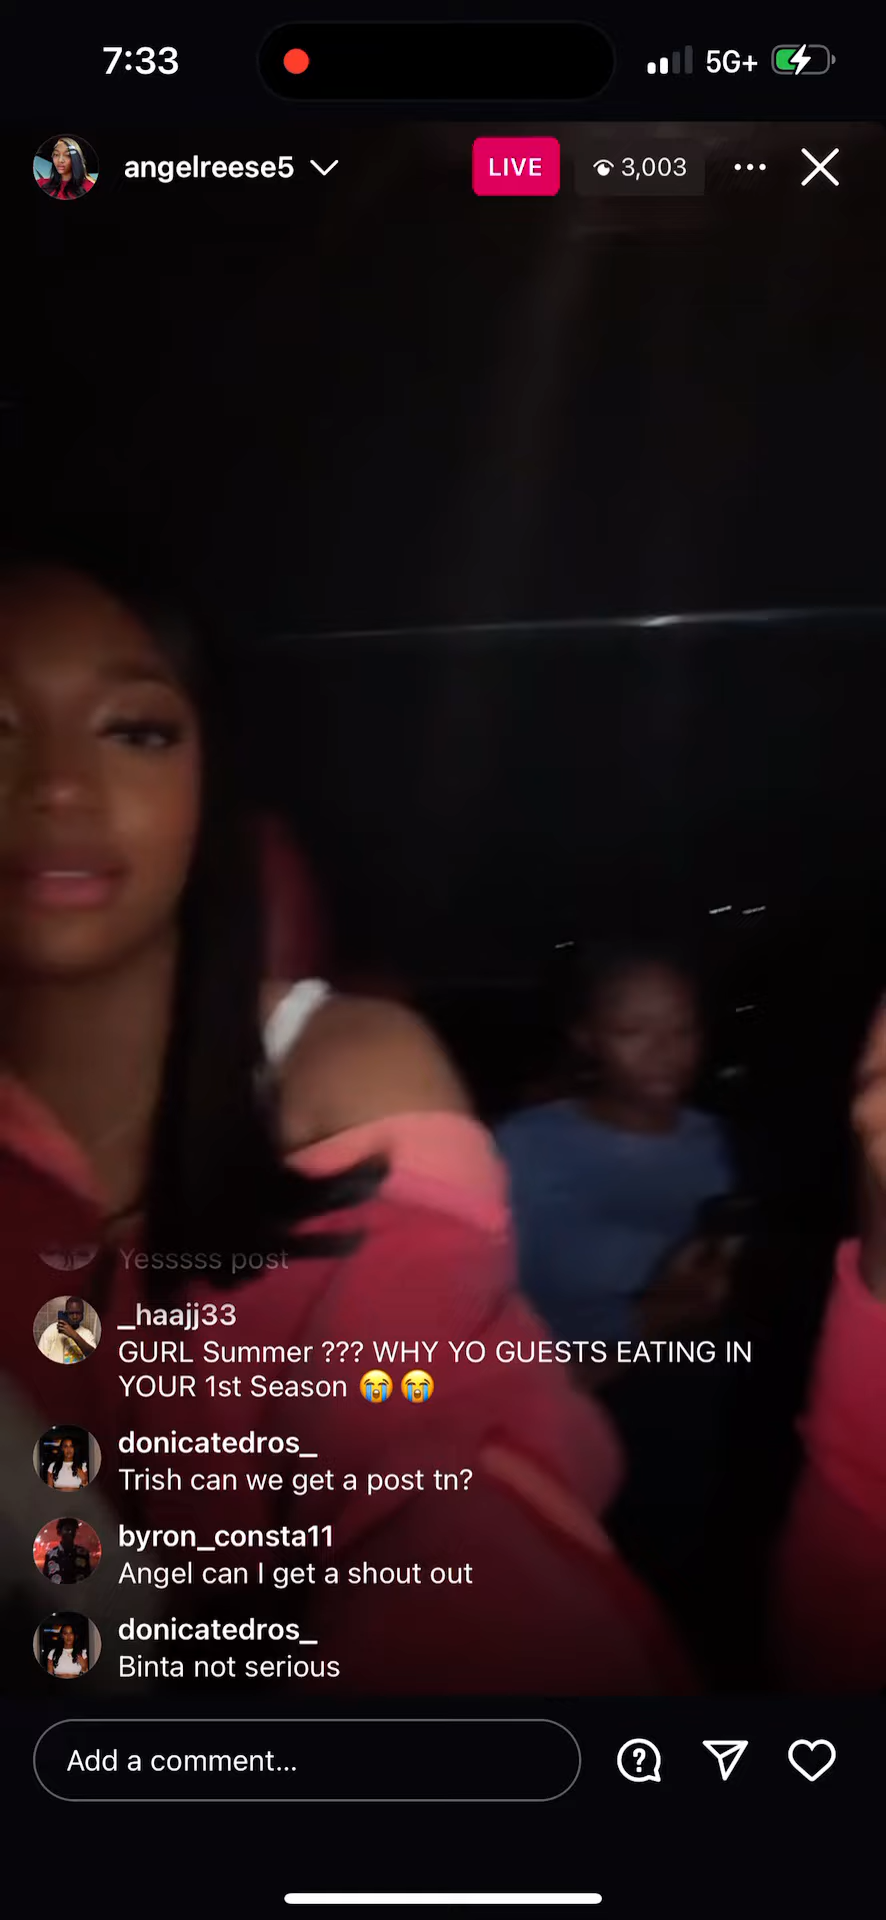 7:33
5G+
angelreese5
LIVE
3,003
Yesssss post
_haajj33
GURL Summer ??? WHY YO GUESTS EATING IN
YOUR 1st Season 😭😭
donicatedros_
Trish can we get a post tn?
byron_consta11
Angel can I get a shout out
donicatedros_
Binta not serious
Add a comment...